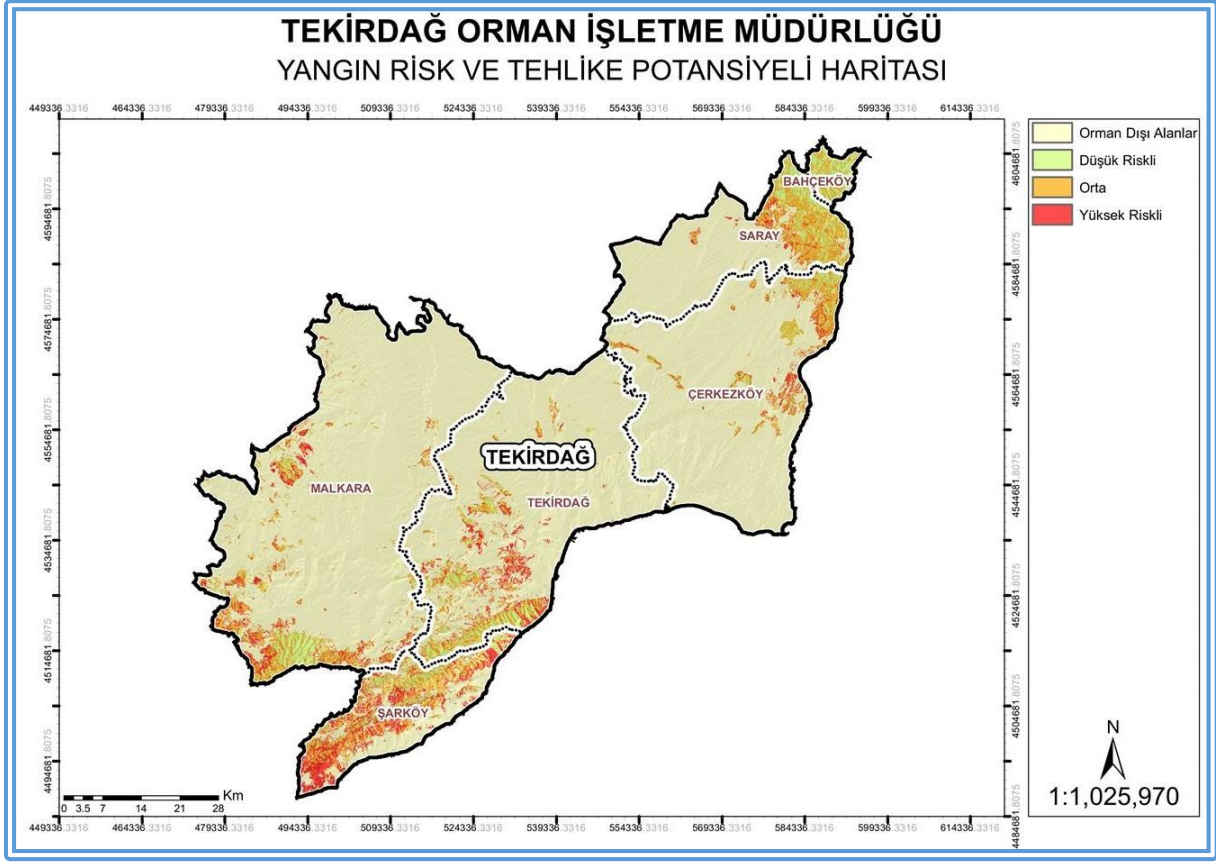 TEKİRDAĞ ORMAN İŞLETME MÜDÜRLÜĞÜ
YANGIN RİSK VE TEHLİKE POTANSİYELİ HARİTASI
449336.3316 464336.3316 479336.3316 494336.3316 509336.3316 524336.3316 539336.3316 554336.3316 569336.3316 584336.3316 599336.3316 614336.3316
Orman Dışı Alanlar
Düşük Riskli
Orta
Yüksek Riskli
4604681.8075
4594681.8075
4584681.8075
4574681.8075
4564681.8075
4554681.8075
4544681.8075
4534681.8075
4524681.8075
4514681.8075
4504681.8075
4494681.8075
4484681.8075
BAHÇEKÖY
SARAY
ÇERKEZKÖY
TEKİRDAĞ
MALKARA
TEKİRDAĞ
ŞARKÖY
N
1:1,025,970
Km
0 3.5 7 14 21 28
449336.3316 464336.3316 479336.3316 494336.3316 509336.3316 524336.3316 539336.3316 554336.3316 569336.3316 584336.3316 599336.3316 614336.3316